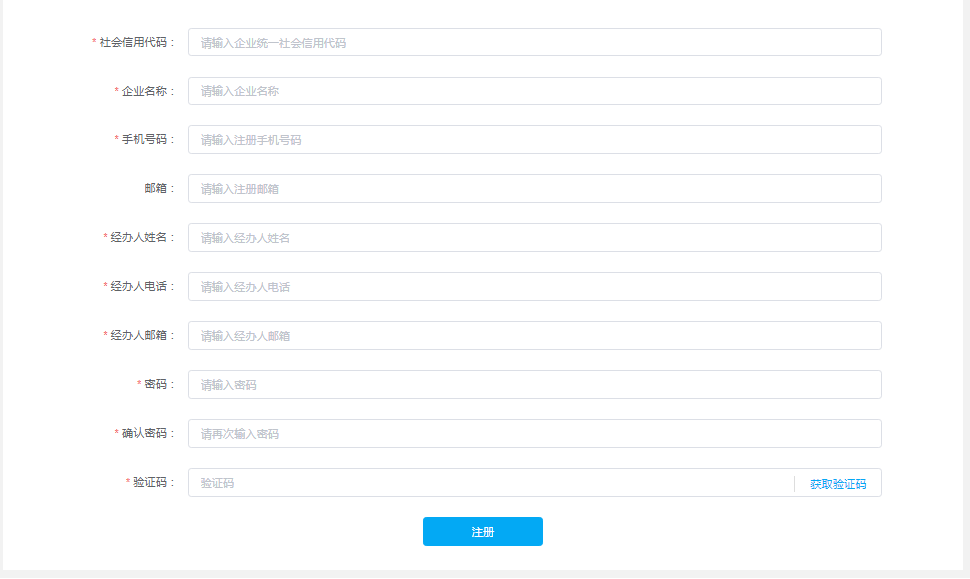 * 社会信用代码： 请输入企业统一社会信用代码
* 企业名称： 请输入企业名称
* 手机号码： 请输入注册手机号码
邮箱： 请输入注册邮箱
* 经办人姓名： 请输入经办人姓名
* 经办人电话： 请输入经办人电话
* 经办人邮箱： 请输入经办人邮箱
* 密码： 请输入密码
* 确认密码： 请再次输入密码
* 验证码： 验证码 获取验证码
注册